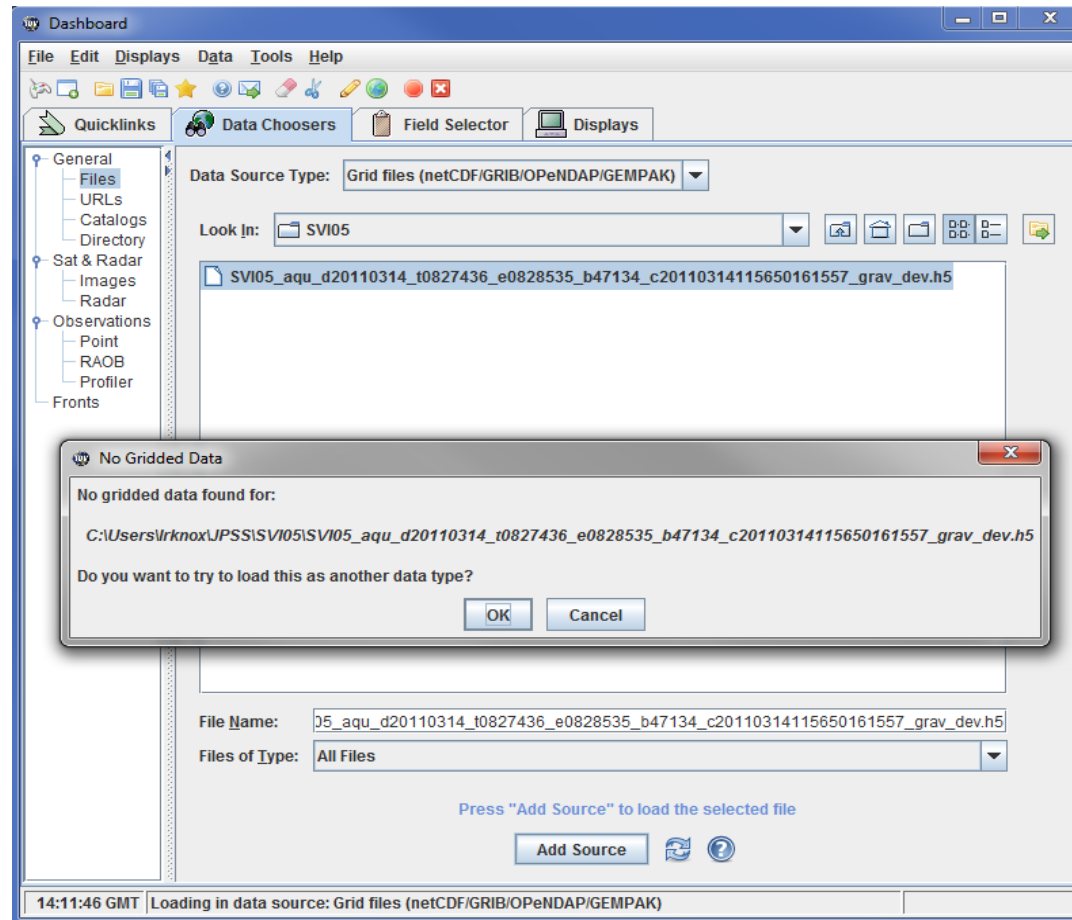 Dashboard
File Edit Displays Data Tools Help
Quicklinks Data Choosers Field Selector Displays
General
Files
URLs
Catalogs
Directory
Sat & Radar
Images
Radar
Observations
Point
RAOB
Profiler
Fronts
Data Source Type: Grid files (netCDF/GRIB/OPeNDAP/GEMPAK)
Look In: SVI05
SVI05_aqu_d20110314_t0827436_e0828535_b47134_c20110314115650161557_grav_dev.h5
No Gridded Data
No gridded data found for:
C:\Users\lrknox\JPSS\SVI05\SVI05_aqu_d20110314_t0827436_e0828535_b47134_c20110314115650161557_grav_dev.h5
Do you want to try to load this as another data type?
OK Cancel
File Name: 05_aqu_d20110314_t0827436_e0828535_b47134_c20110314115650161557_grav_dev.h5
Files of Type: All Files
Press "Add Source" to load the selected file
Add Source
14:11:46 GMT Loading in data source: Grid files (netCDF/GRIB/OPeNDAP/GEMPAK)